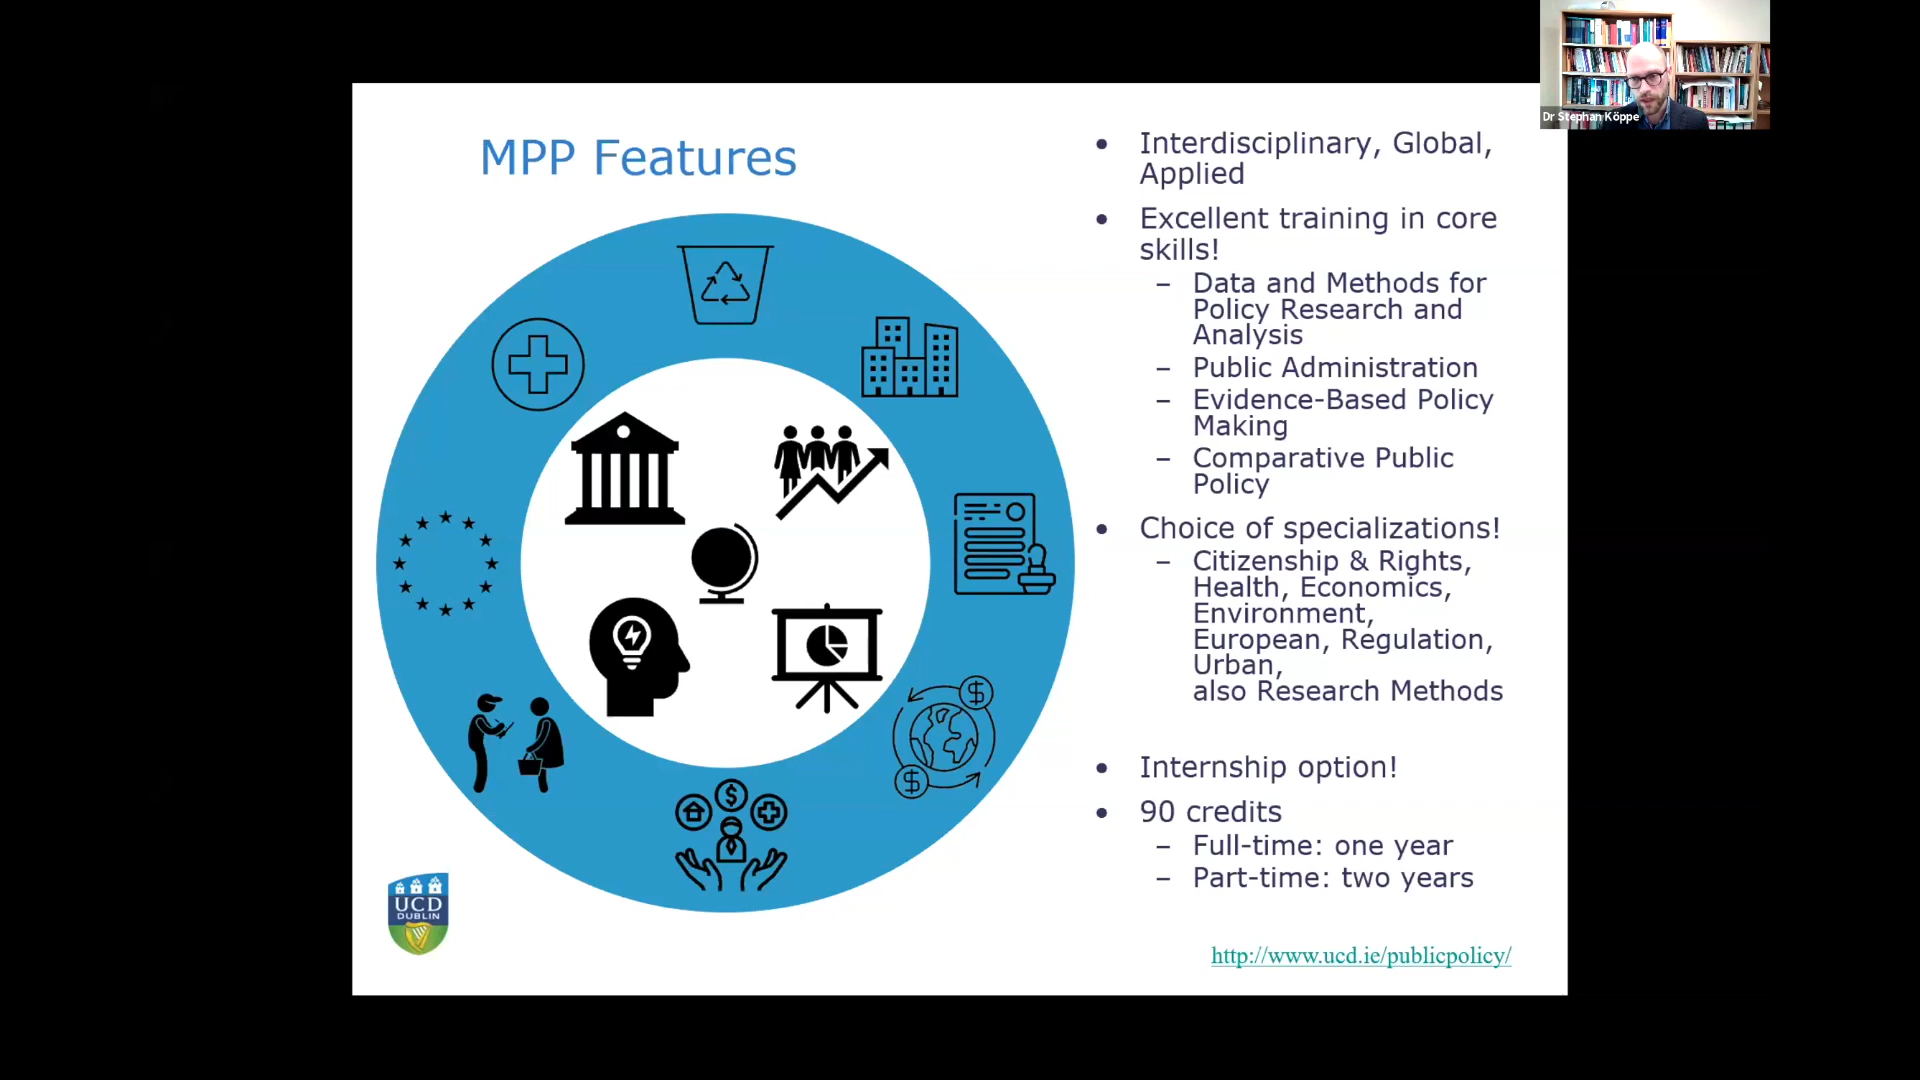 Dr Stephan Köppe
MPP Features
• Interdisciplinary, Global,
Applied
• Excellent training in core
skills!
– Data and Methods for
Policy Research and
Analysis
– Public Administration
– Evidence-Based Policy
Making
– Comparative Public
Policy
• Choice of specializations!
– Citizenship & Rights,
Health, Economics,
Environment,
European, Regulation,
Urban,
also Research Methods
• Internship option!
• 90 credits
– Full-time: one year
– Part-time: two years
$
$
$
UCD
DUBLIN
http://www.ucd.ie/publicpolicy/